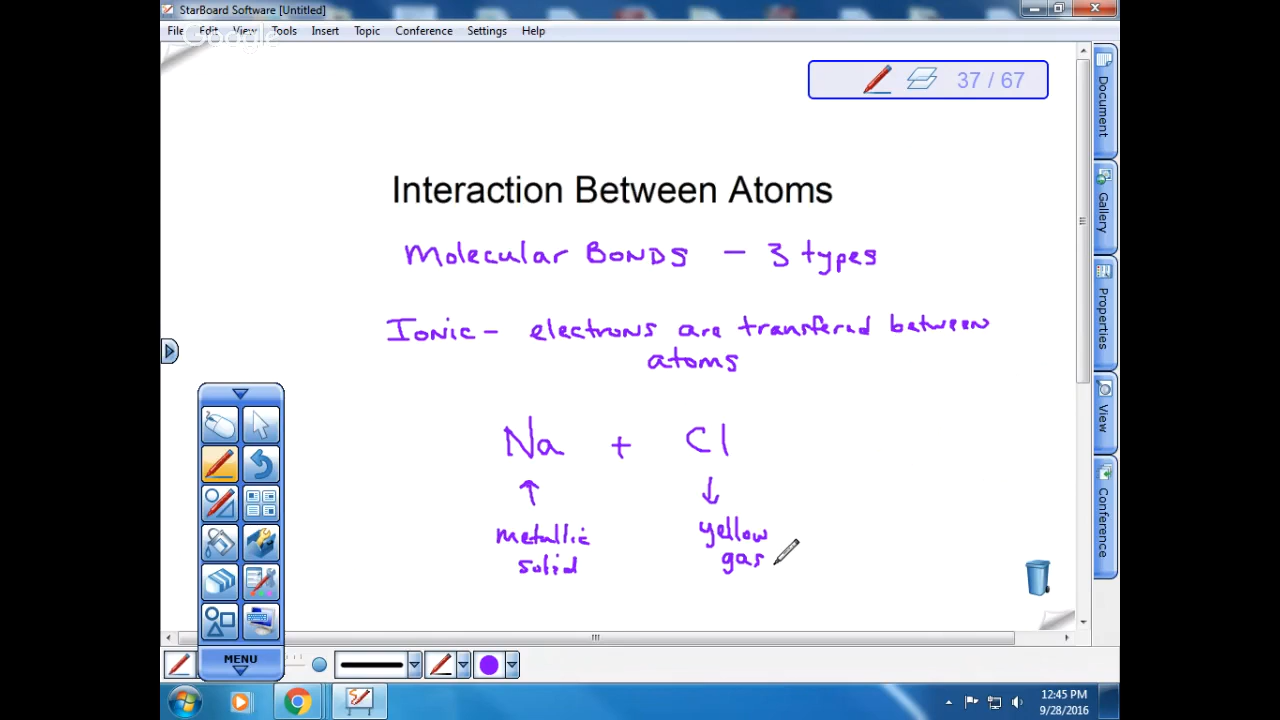 StarBoard Software [Untitled]
File Edit View Tools Insert Topic Conference Settings Help
Google
37 / 67
Document
Gallery
Properties
View
Conference
Interaction Between Atoms
Molecular Bonds - 3 types
Ionic - electrons are transfered between
atoms
Na + Cl
↑ ↓
metallic yellow
solid gas
MENU
12:45 PM
9/28/2016